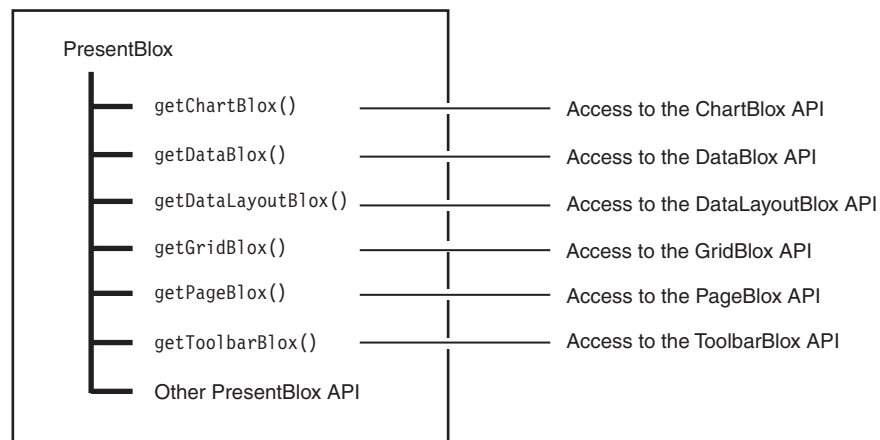 PresentBlox
getChartBlox() Access to the ChartBlox API
getDataBlox() Access to the DataBlox API
getDataLayoutBlox() Access to the DataLayoutBlox API
getGridBlox() Access to the GridBlox API
getPageBlox() Access to the PageBlox API
getToolbarBlox() Access to the ToolbarBlox API
Other PresentBlox API